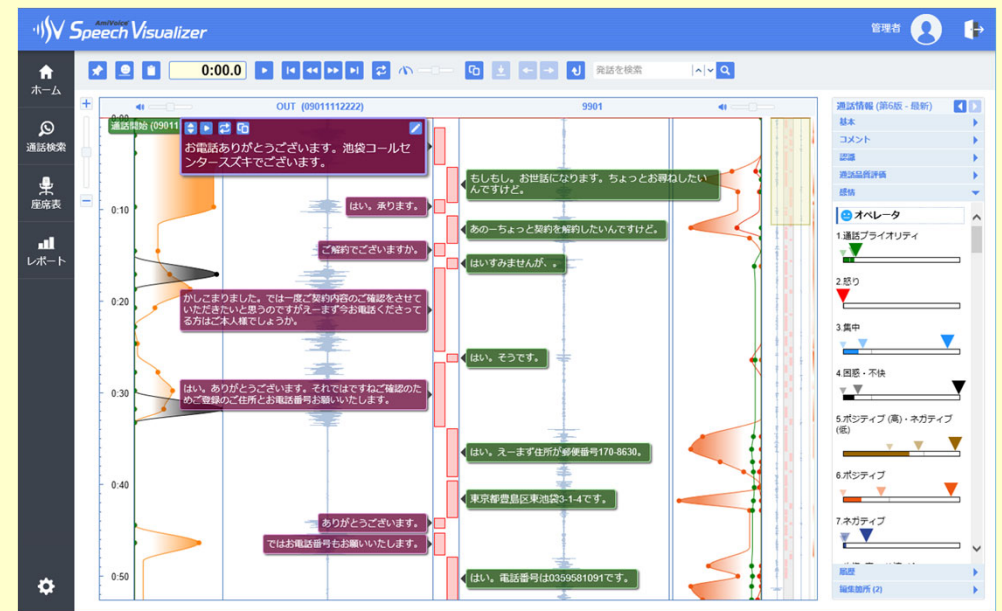 AmiVoice
Speech Visualizer
管理者
ホーム
通話検索
座席表
レポート
0:00.0
発話を検索
OUT (09011112222)
9901
0:00
通話開始 (09011
お電話ありがとうございます。池袋コールセ
ンタースズキでございます。
もしもし。お世話になります。ちょっとお尋ねしたい
んですけど。
0:10
はい。承ります。
あのーちょっと契約を解約したいんですけど。
ご解約でございますか。
はいすみませんが、。
0:20
かしこまりました。では一度ご契約内容のご確認をさせて
いただきたいと思うのですがえーまず今お電話くださって
る方はご本人様でしょうか。
はい。そうです。
0:30
はい。ありがとうございます。それではですねご確認のた
めご登録のご住所とお電話番号お願いいたします。
はい。えーまず住所が郵便番号170-8630。
0:40
東京都豊島区東池袋3-1-4です。
ありがとうございます。
ではお電話番号もお願いいたします。
0:50
はい。電話番号は0359581091です。
通話情報 (第6版 - 最新)
基本
コメント
認識
通話品質評価
感情
オペレータ
1.通話プライオリティ
2.怒り
3.集中
4.困惑・不快
5.ポジティブ (高)・ネガティブ
(低)
6.ポジティブ
7.ネガティブ
履歴
編集箇所 (2)